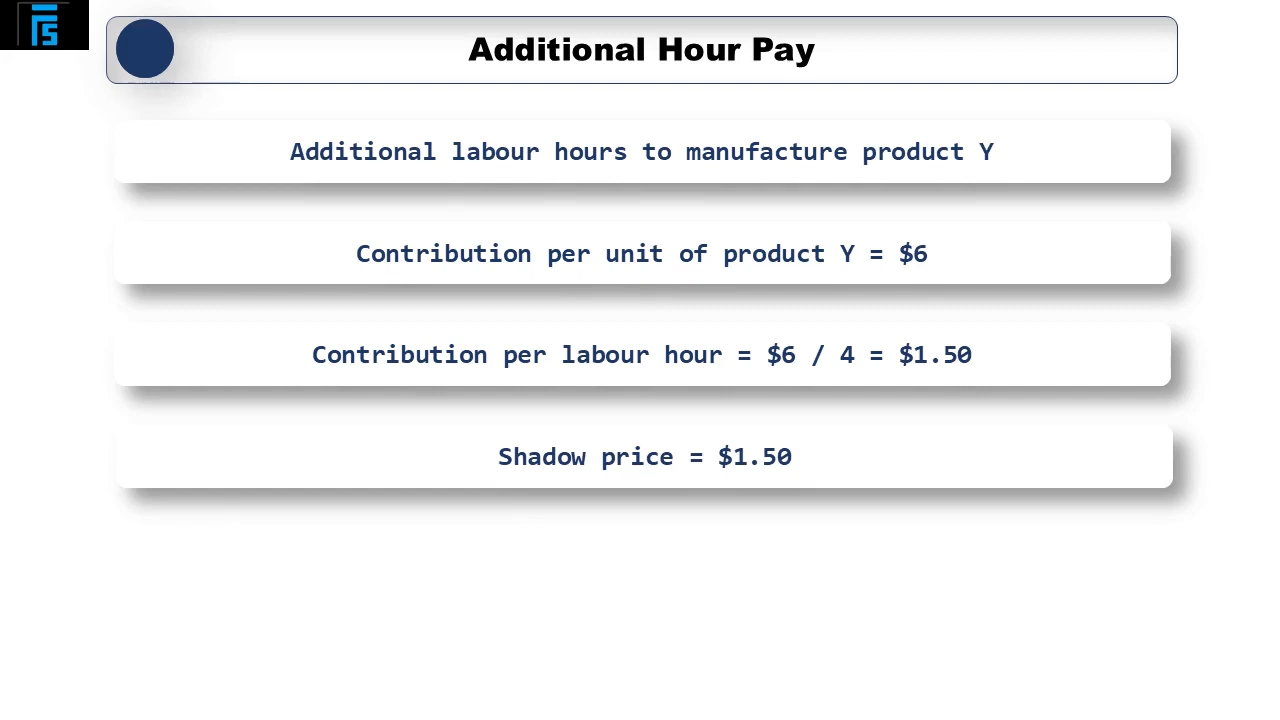 Additional Hour Pay
Additional labour hours to manufacture product Y
Contribution per unit of product Y = $6
Contribution per labour hour = $6 / 4 = $1.50
Shadow price = $1.50